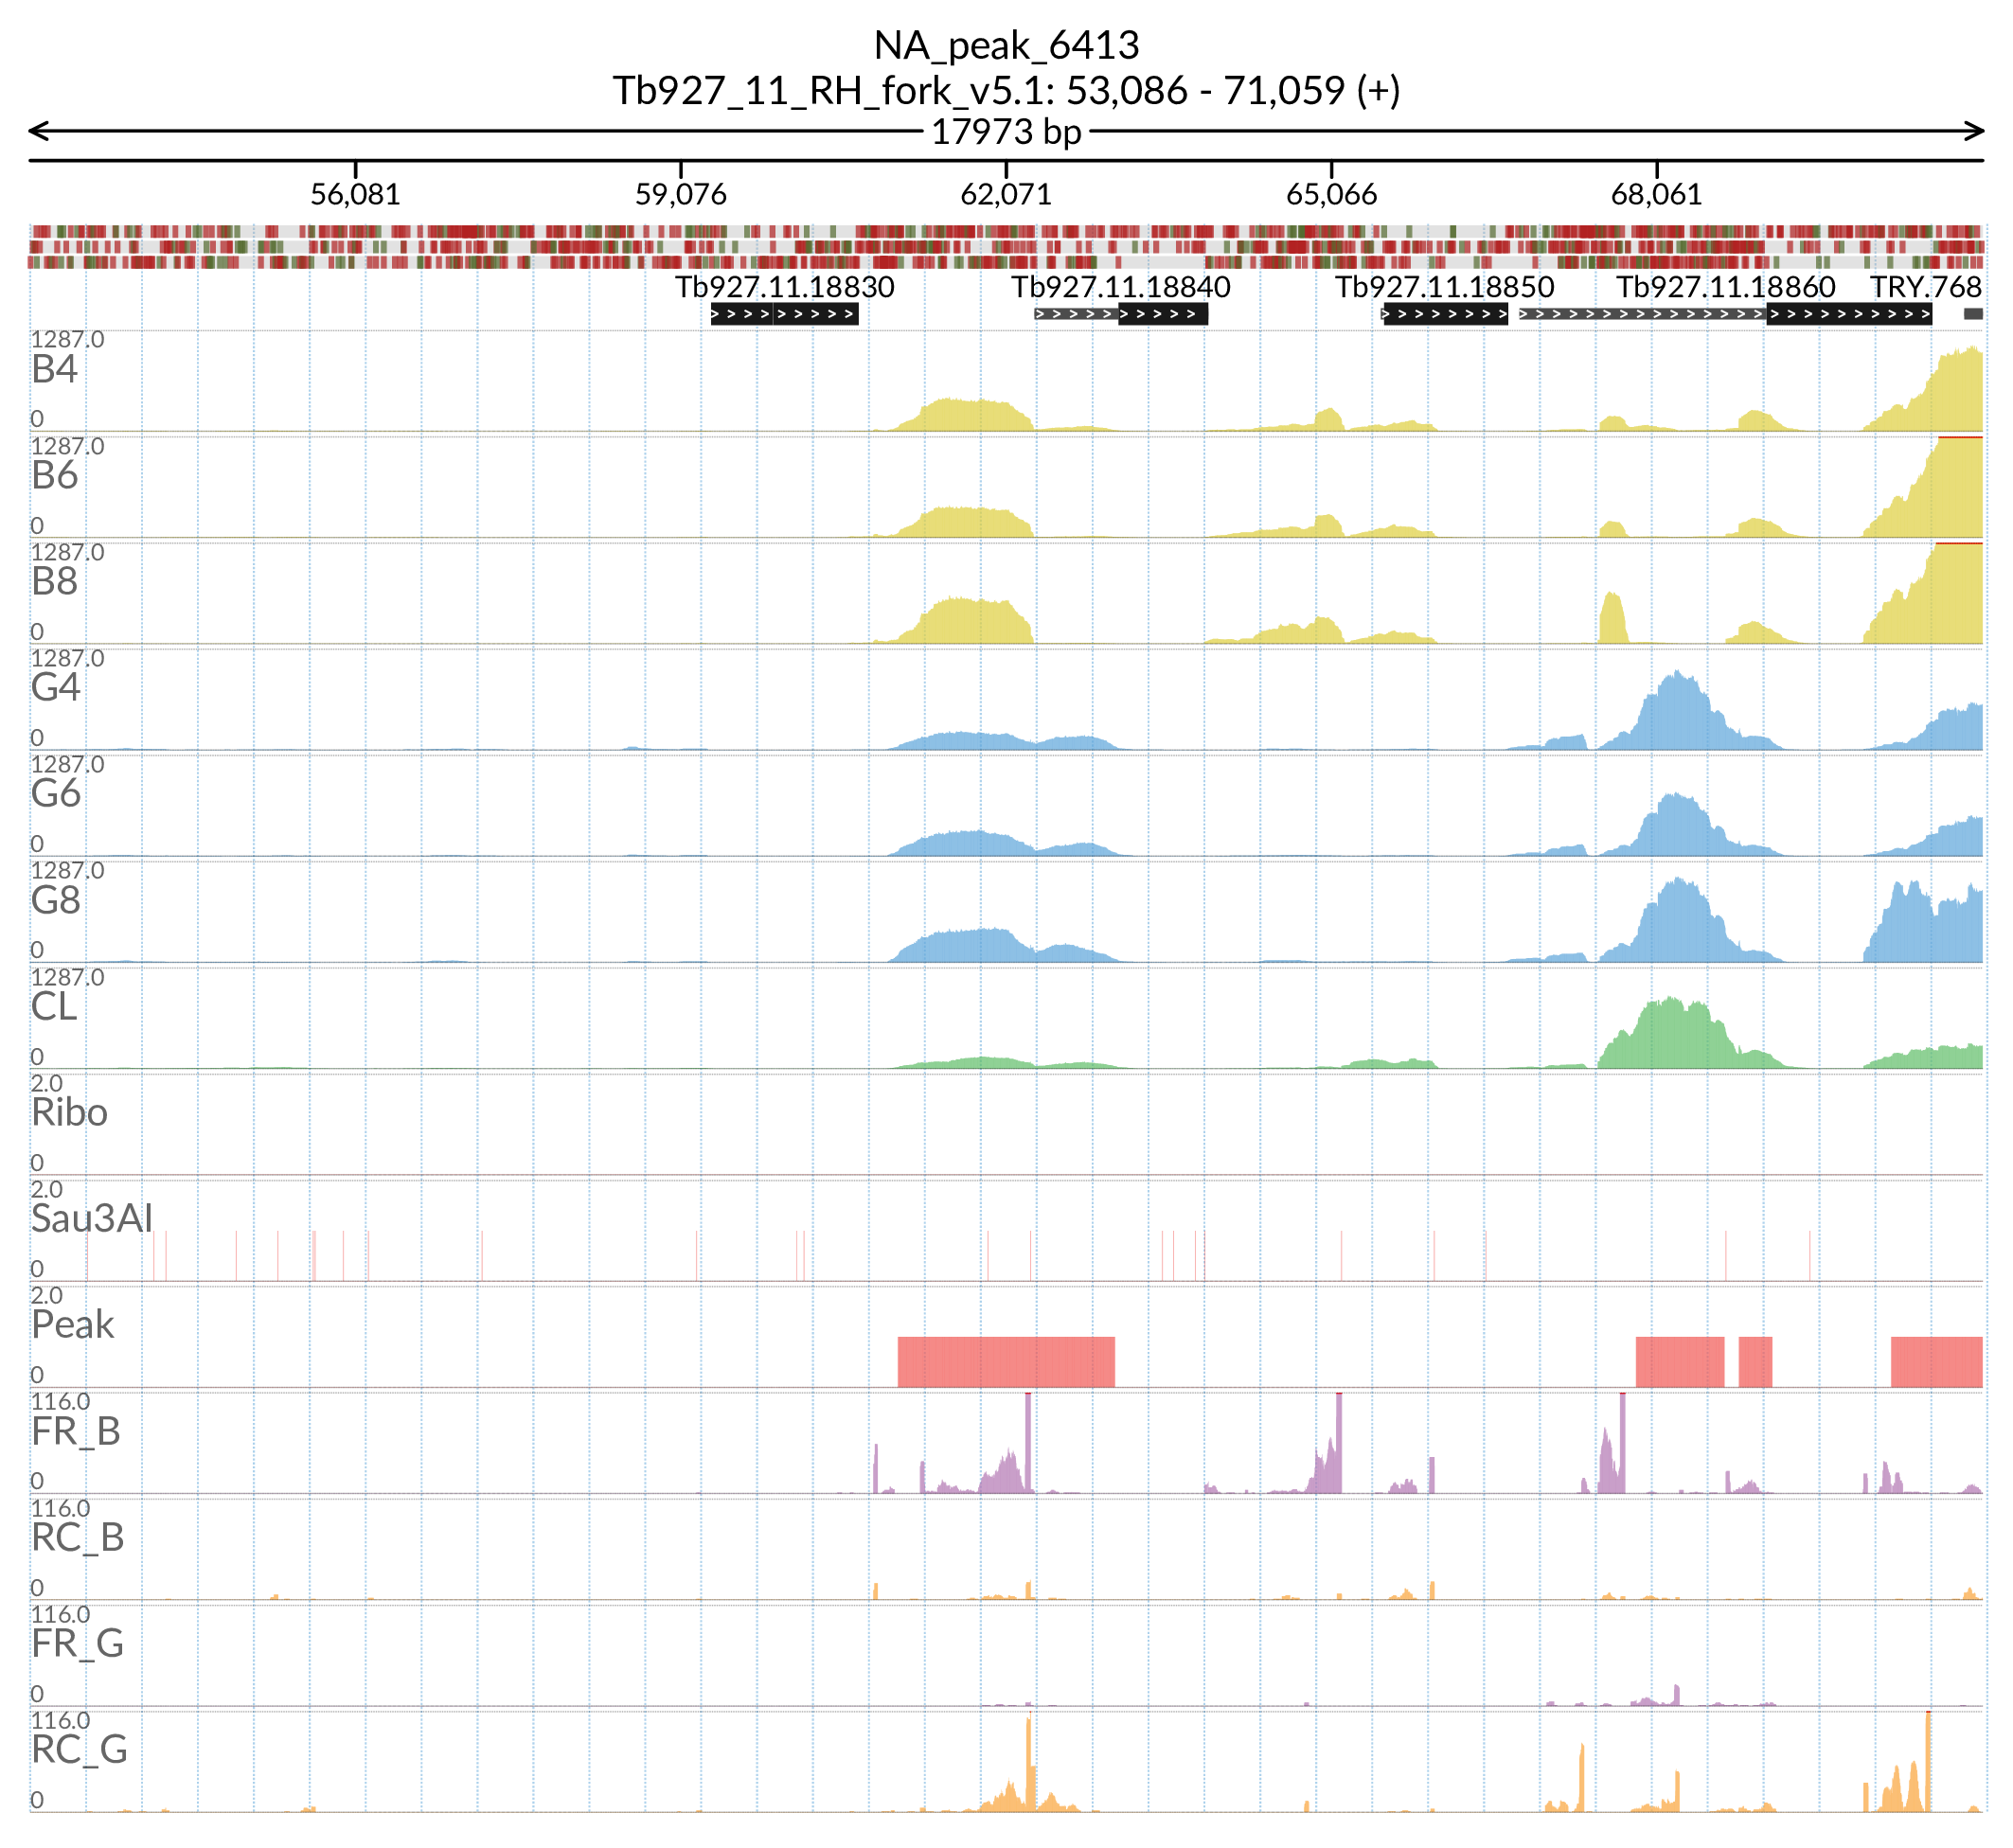 NA_peak_6413
Tb927_11_RH_fork_v5.1: 53,086 - 71,059 (+)
17973 bp
56,081 59,076 62,071 65,066 68,061
Tb927.11.18830 Tb927.11.18840 Tb927.11.18850 Tb927.11.18860 TRY.768
1287.0
B4
0
1287.0
B6
0
1287.0
B8
0
1287.0
G4
0
1287.0
G6
0
1287.0
G8
0
1287.0
CL
0
2.0
Ribo
0
2.0
Sau3AI
0
2.0
Peak
0
116.0
FR_B
0
116.0
RC_B
0
116.0
FR_G
0
116.0
RC_G
0